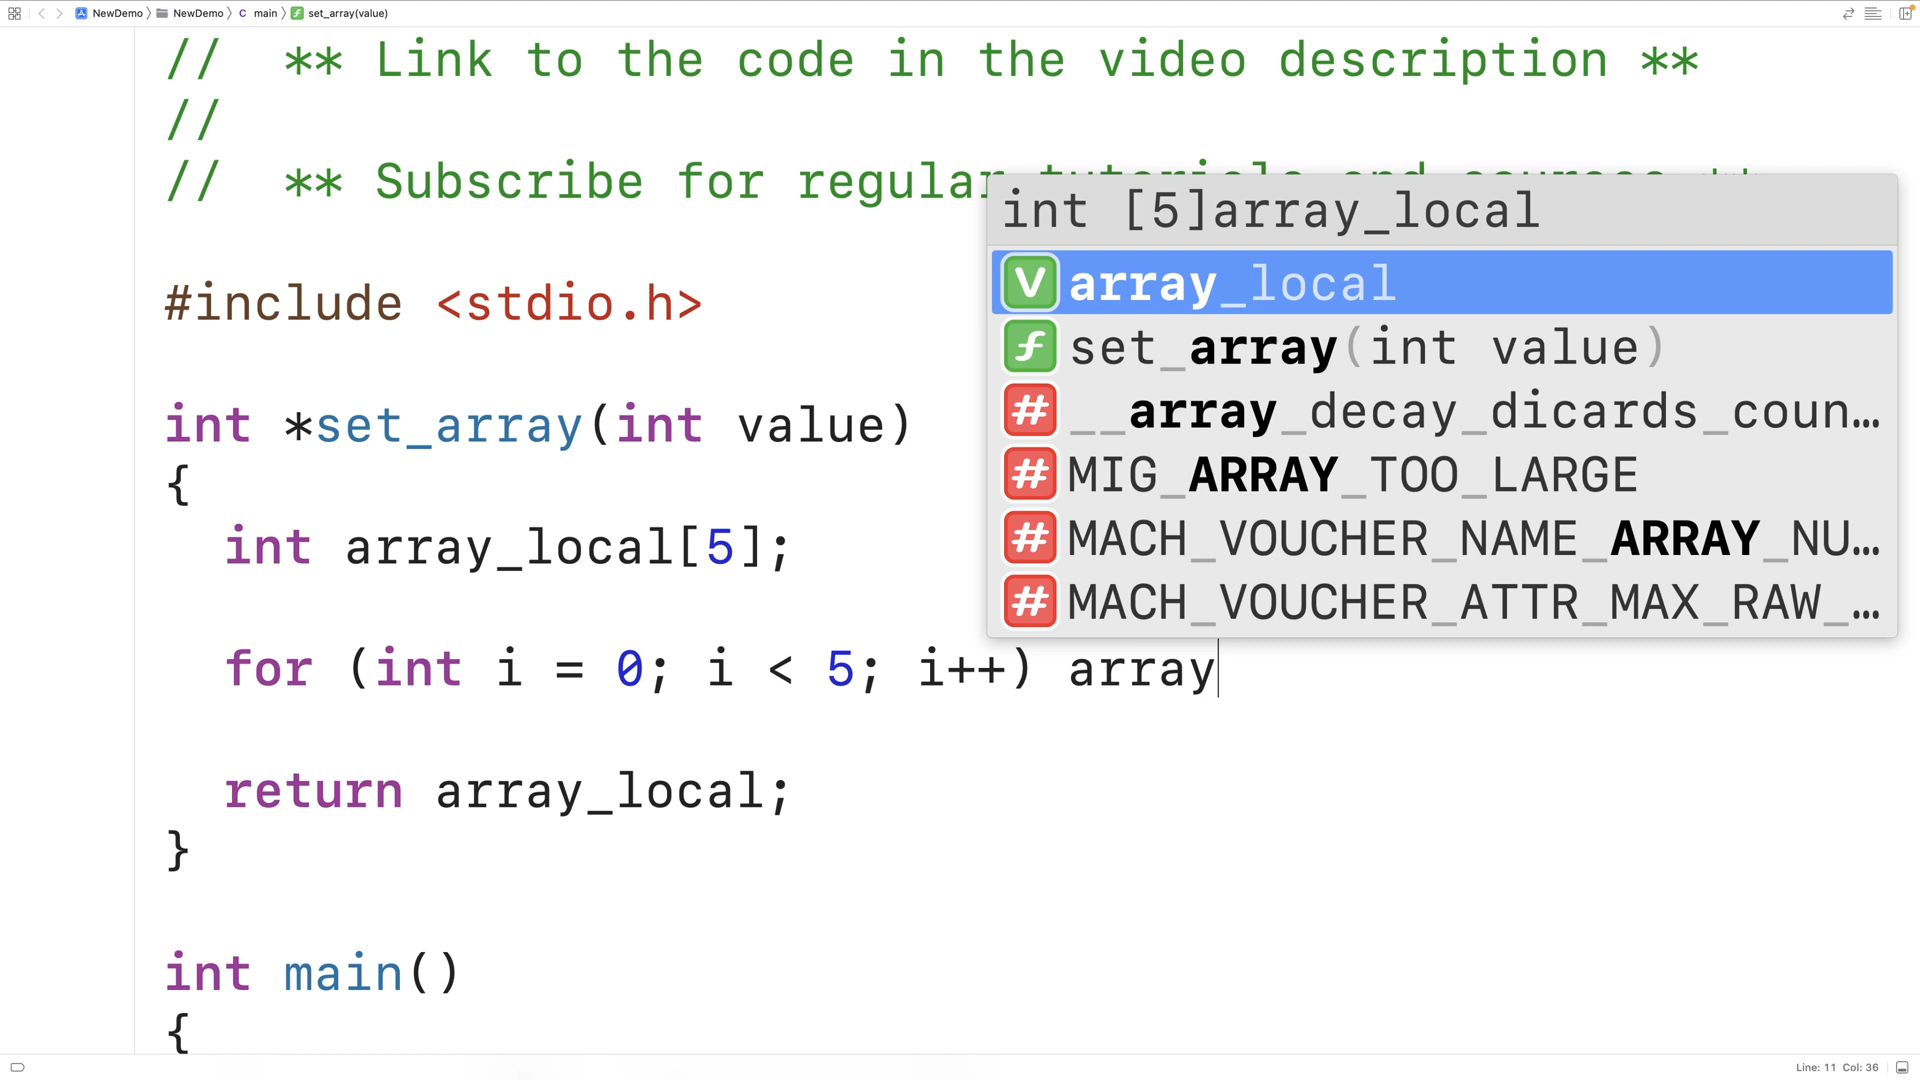 NewDemo NewDemo C main f set_array(value)
// ** Link to the code in the video description **
//
// ** Subscribe for regular
#include <stdio.h>
int *set_array(int value)
{
int array_local[5];
for (int i = 0; i < 5; i++) array
return array_local;
}
int main()
{
int [5]array_local
V array_local
f set_array(int value)
# __array_decay_dicards_coun…
# MIG_ARRAY_TOO_LARGE
# MACH_VOUCHER_NAME_ARRAY_NU…
# MACH_VOUCHER_ATTR_MAX_RAW_…
Line: 11 Col: 36